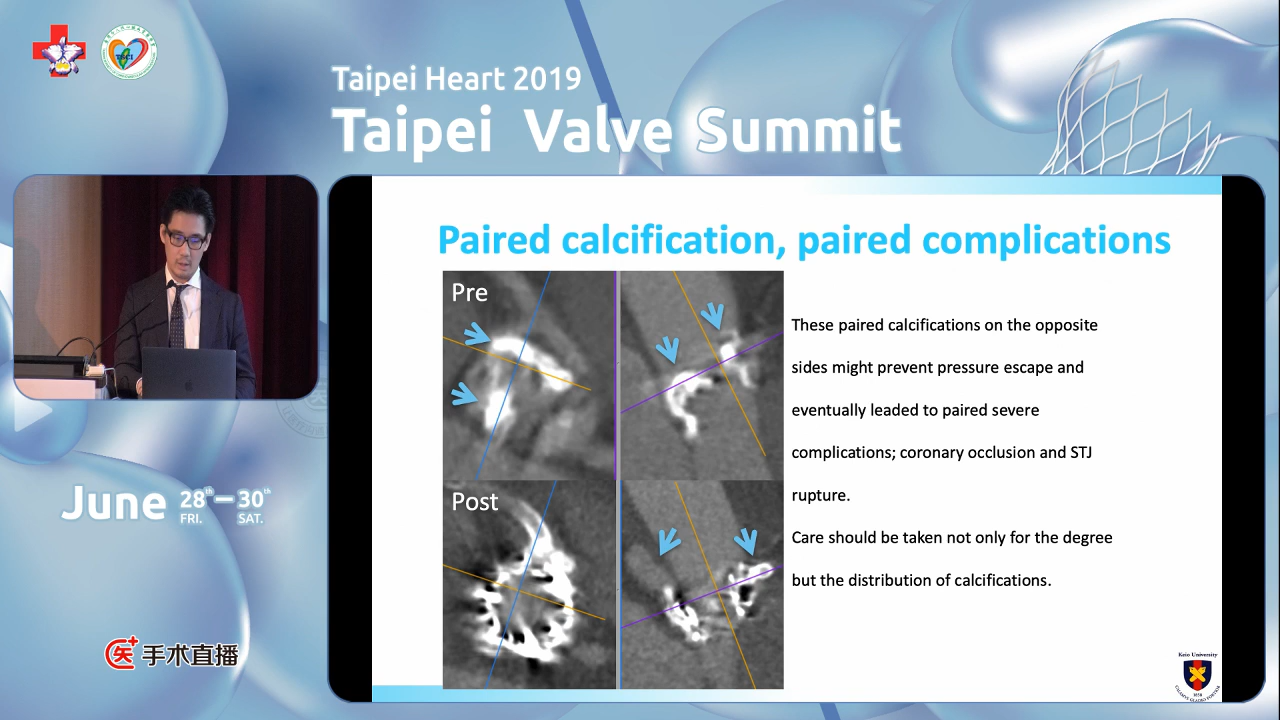 Taipei Heart 2019
Taipei Valve Summit
Paired calcification, paired complications
Pre
Post
These paired calcifications on the opposite
sides might prevent pressure escape and
eventually leaded to paired severe
complications; coronary occlusion and STJ
rupture.
Care should be taken not only for the degree
but the distribution of calcifications.
June 28th – 30th
FRI. SAT.
医 手术直播
Keio University